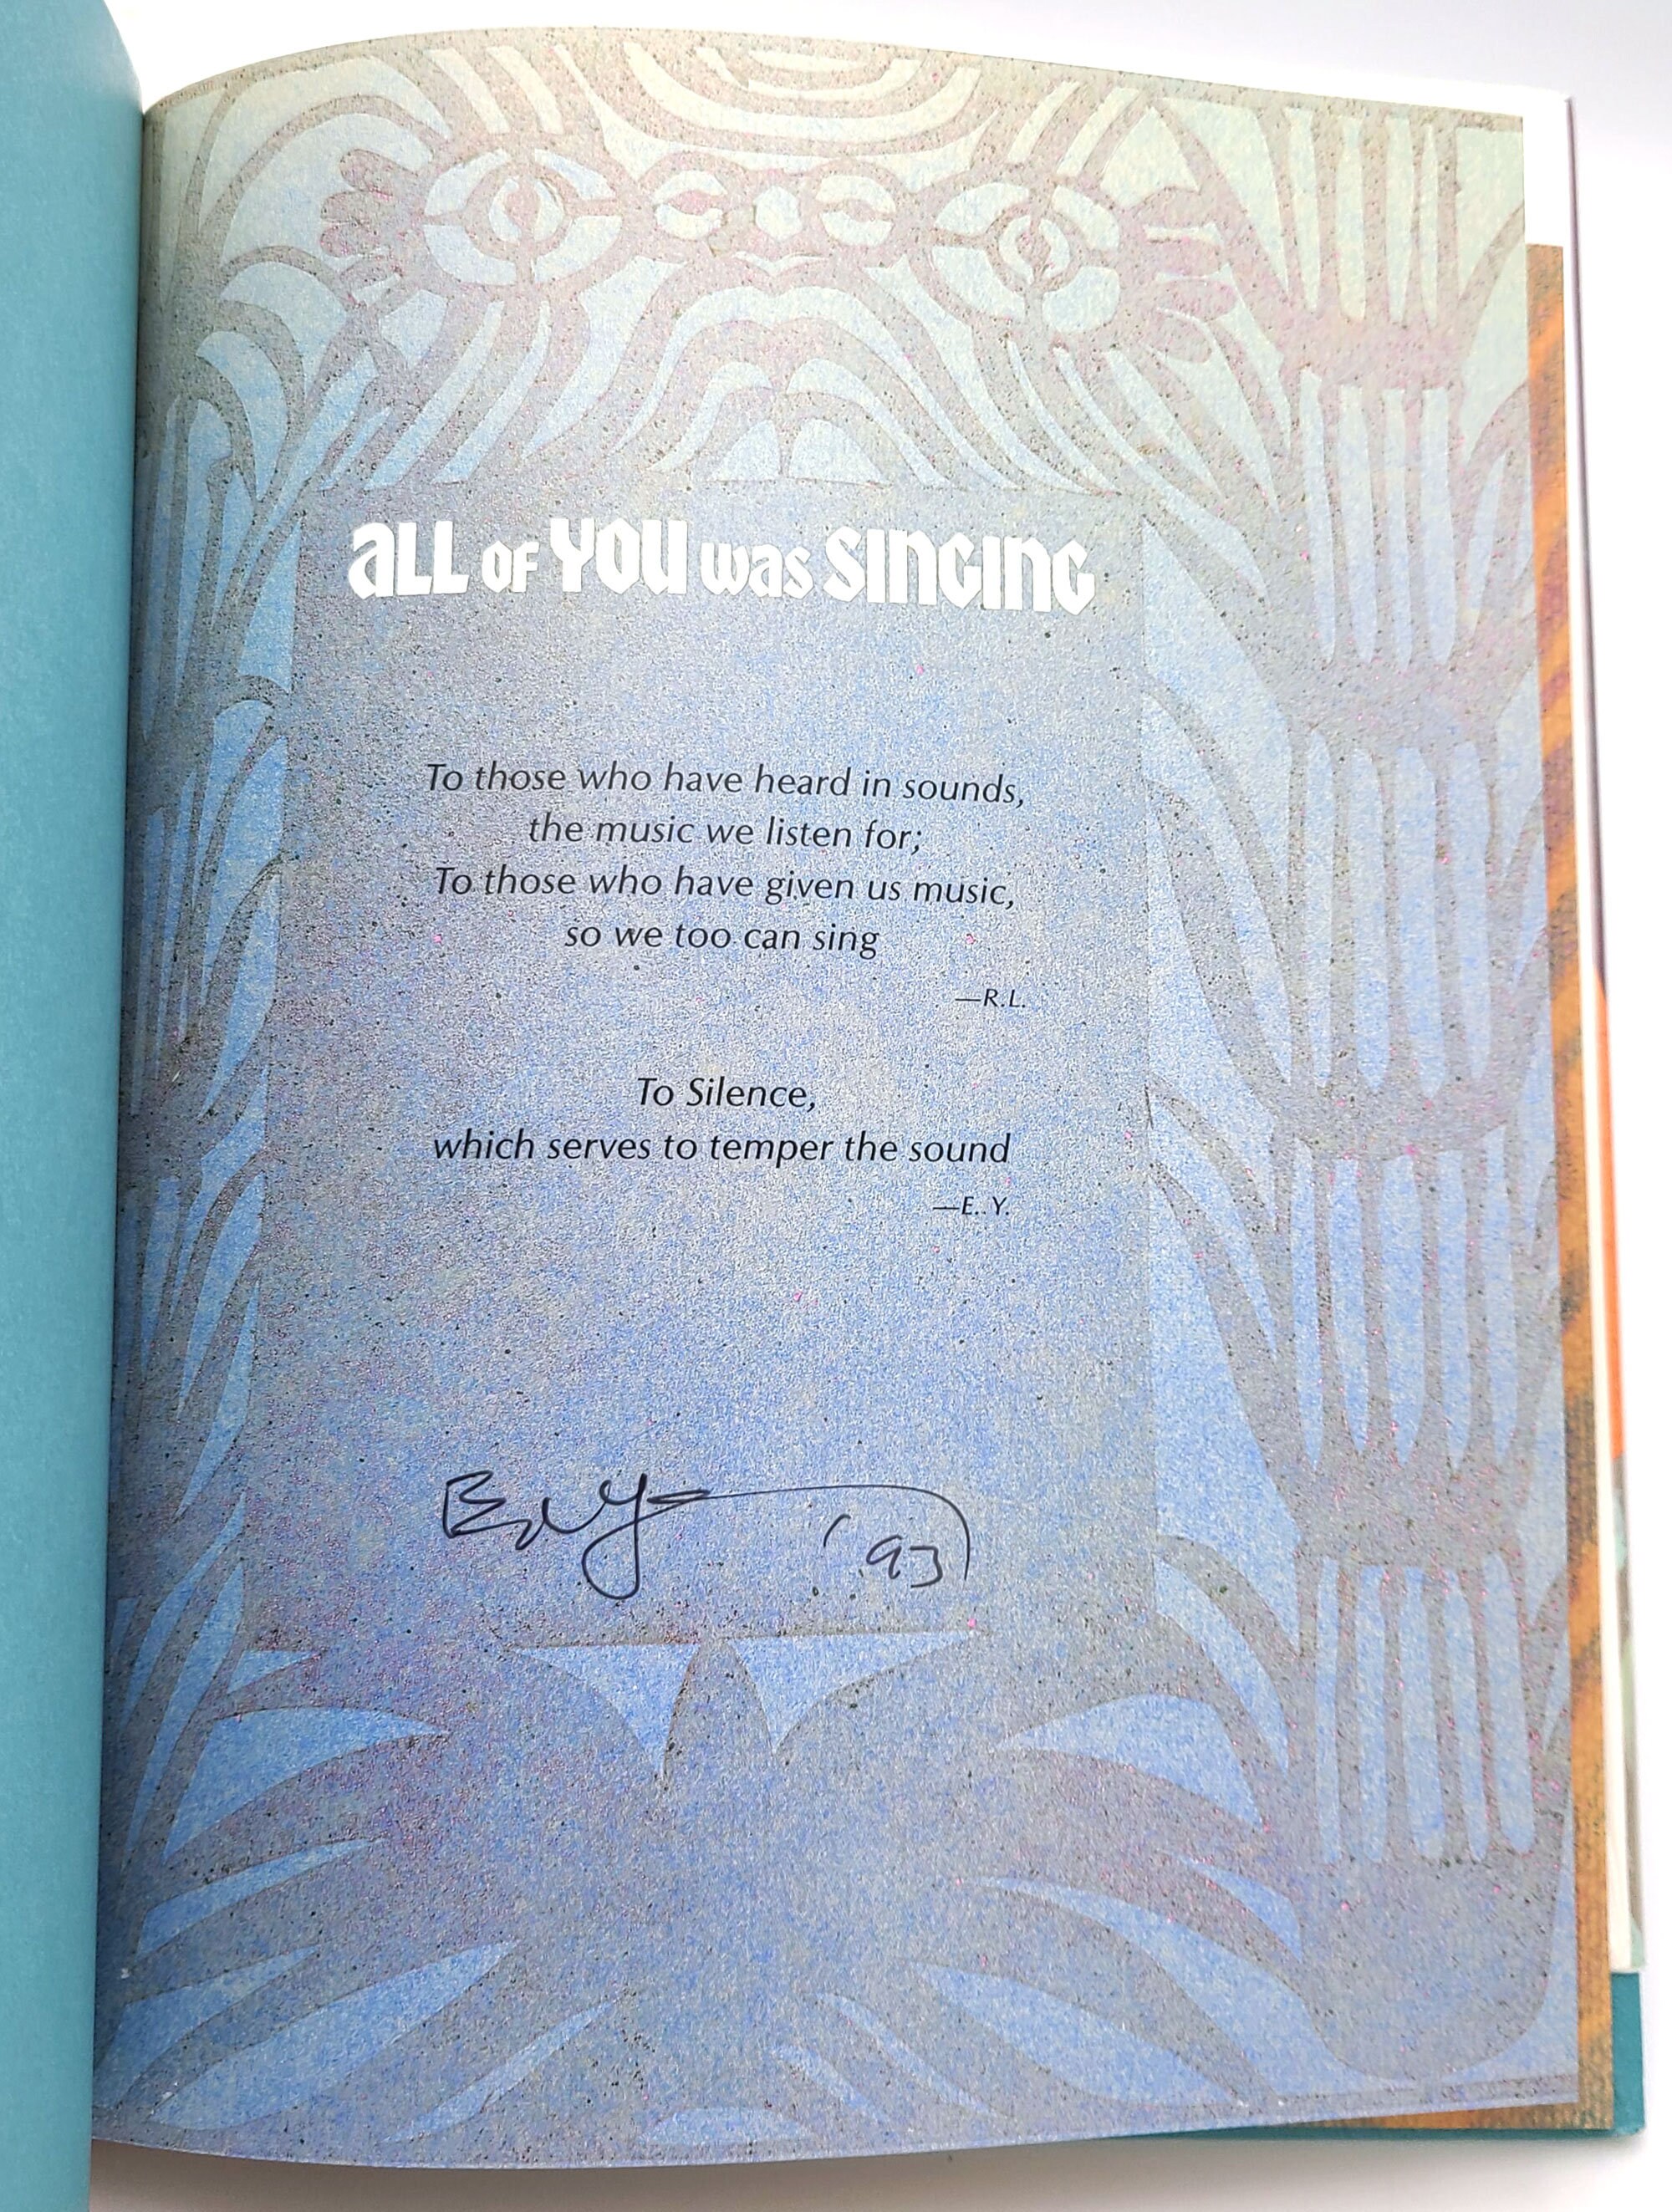 aLL OF YOU was SINGING
To those who have heard in sounds,
the music we listen for;
To those who have given us music,
so we too can sing
—R.L.
To Silence,
which serves to temper the sound
—E. Y.
'93